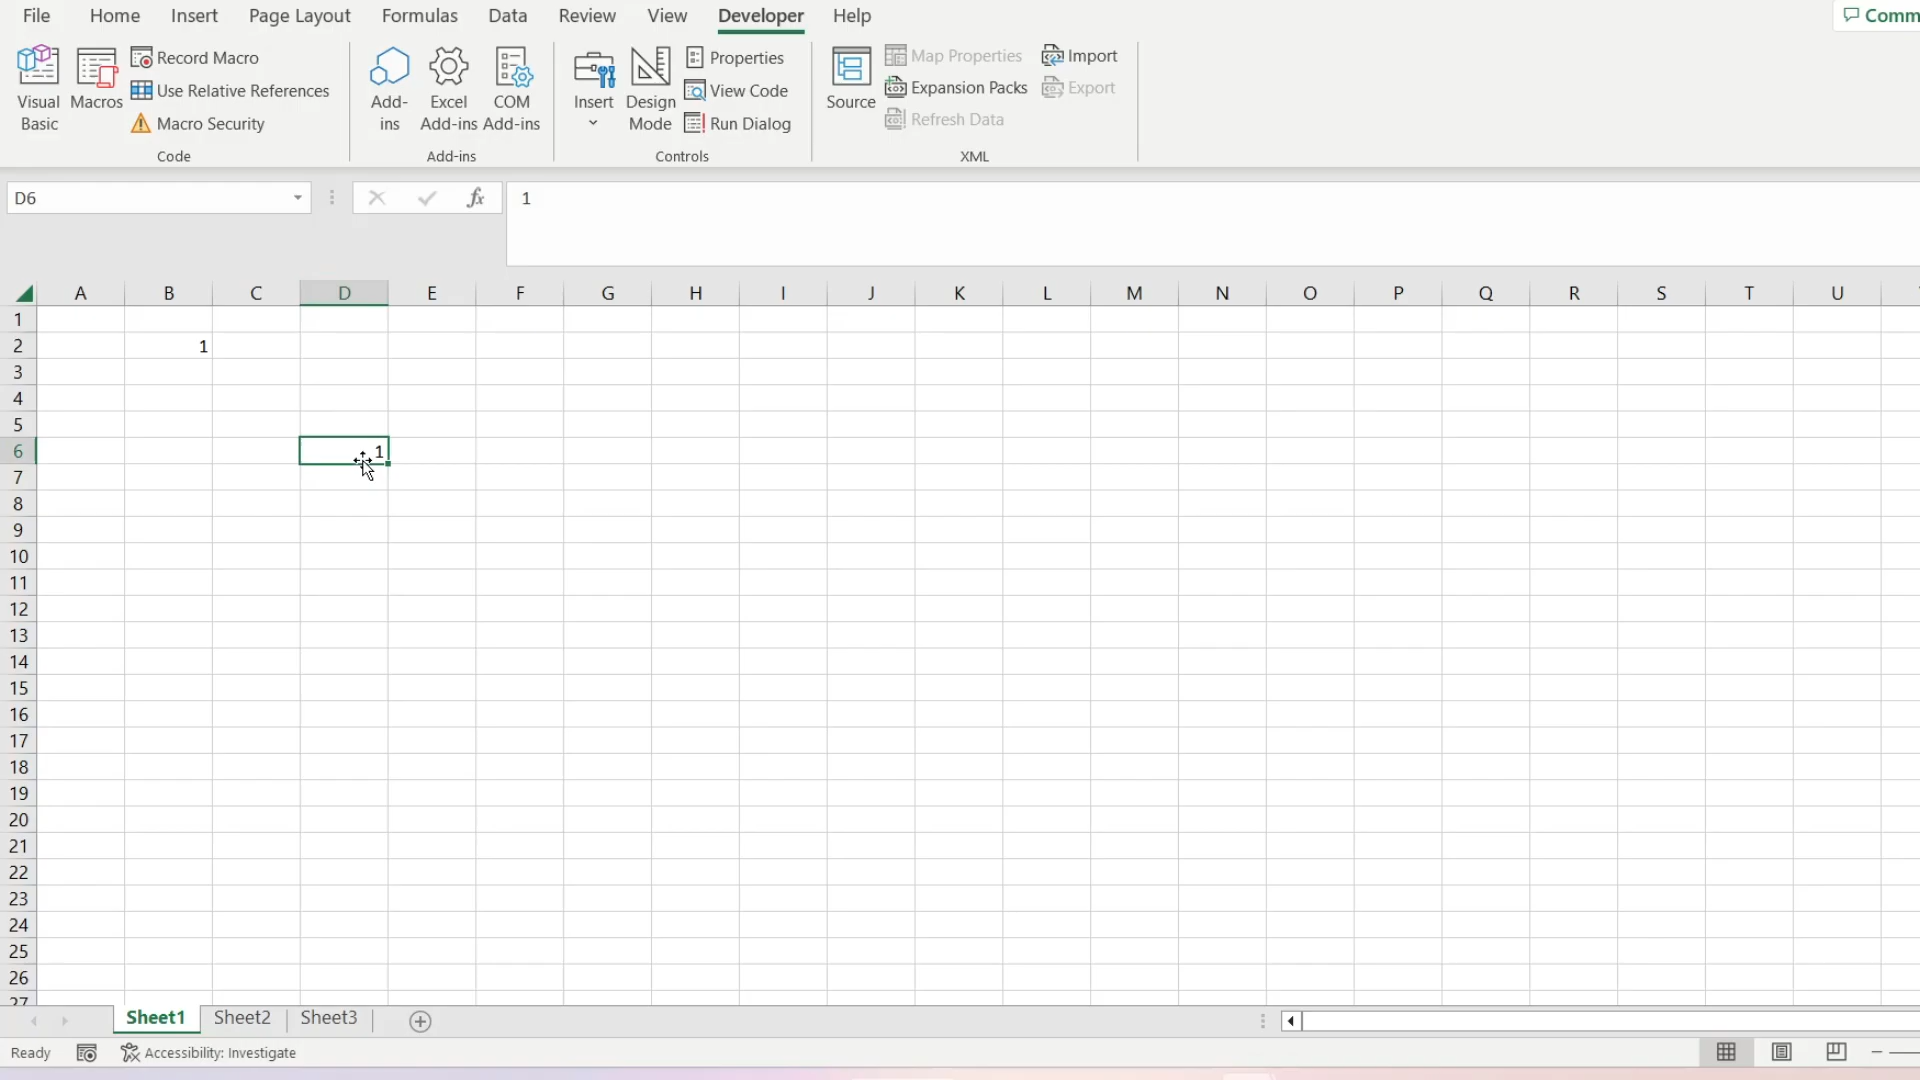 File Home Insert Page Layout Formulas Data Review View Developer Help Comm
Visual Basic
Macros
Record Macro
Use Relative References
Macro Security
Code
Add-ins
Excel Add-ins
COM Add-ins
Add-ins
Insert
Design Mode
Properties
View Code
Run Dialog
Controls
Source
Map Properties
Expansion Packs
Refresh Data
Import
Export
XML
D6
fx
1
A B C D E F G H I J K L M N O P Q R S T U
1
2 1
3
4
5
6 1
7
8
9
10
11
12
13
14
15
16
17
18
19
20
21
22
23
24
25
26
27
Sheet1 Sheet2 Sheet3
Ready Accessibility: Investigate